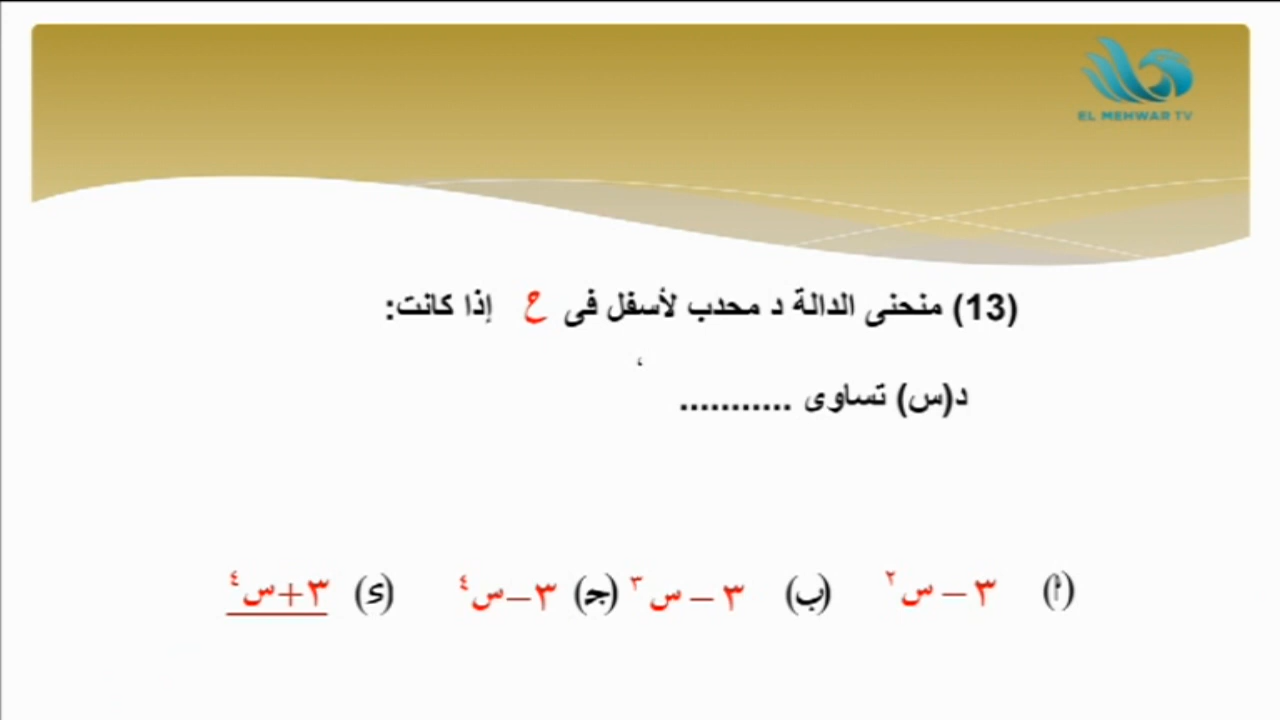 EL MEHWAR TV
(13) منحنى الدالة د محدب لأسفل فى ح إذا كانت:
د(س) تساوى ...........
(أ) ٣ – س٢ (ب) ٣ – س٣ (جـ) ٣ – س٤ (ء) ٣+س٤